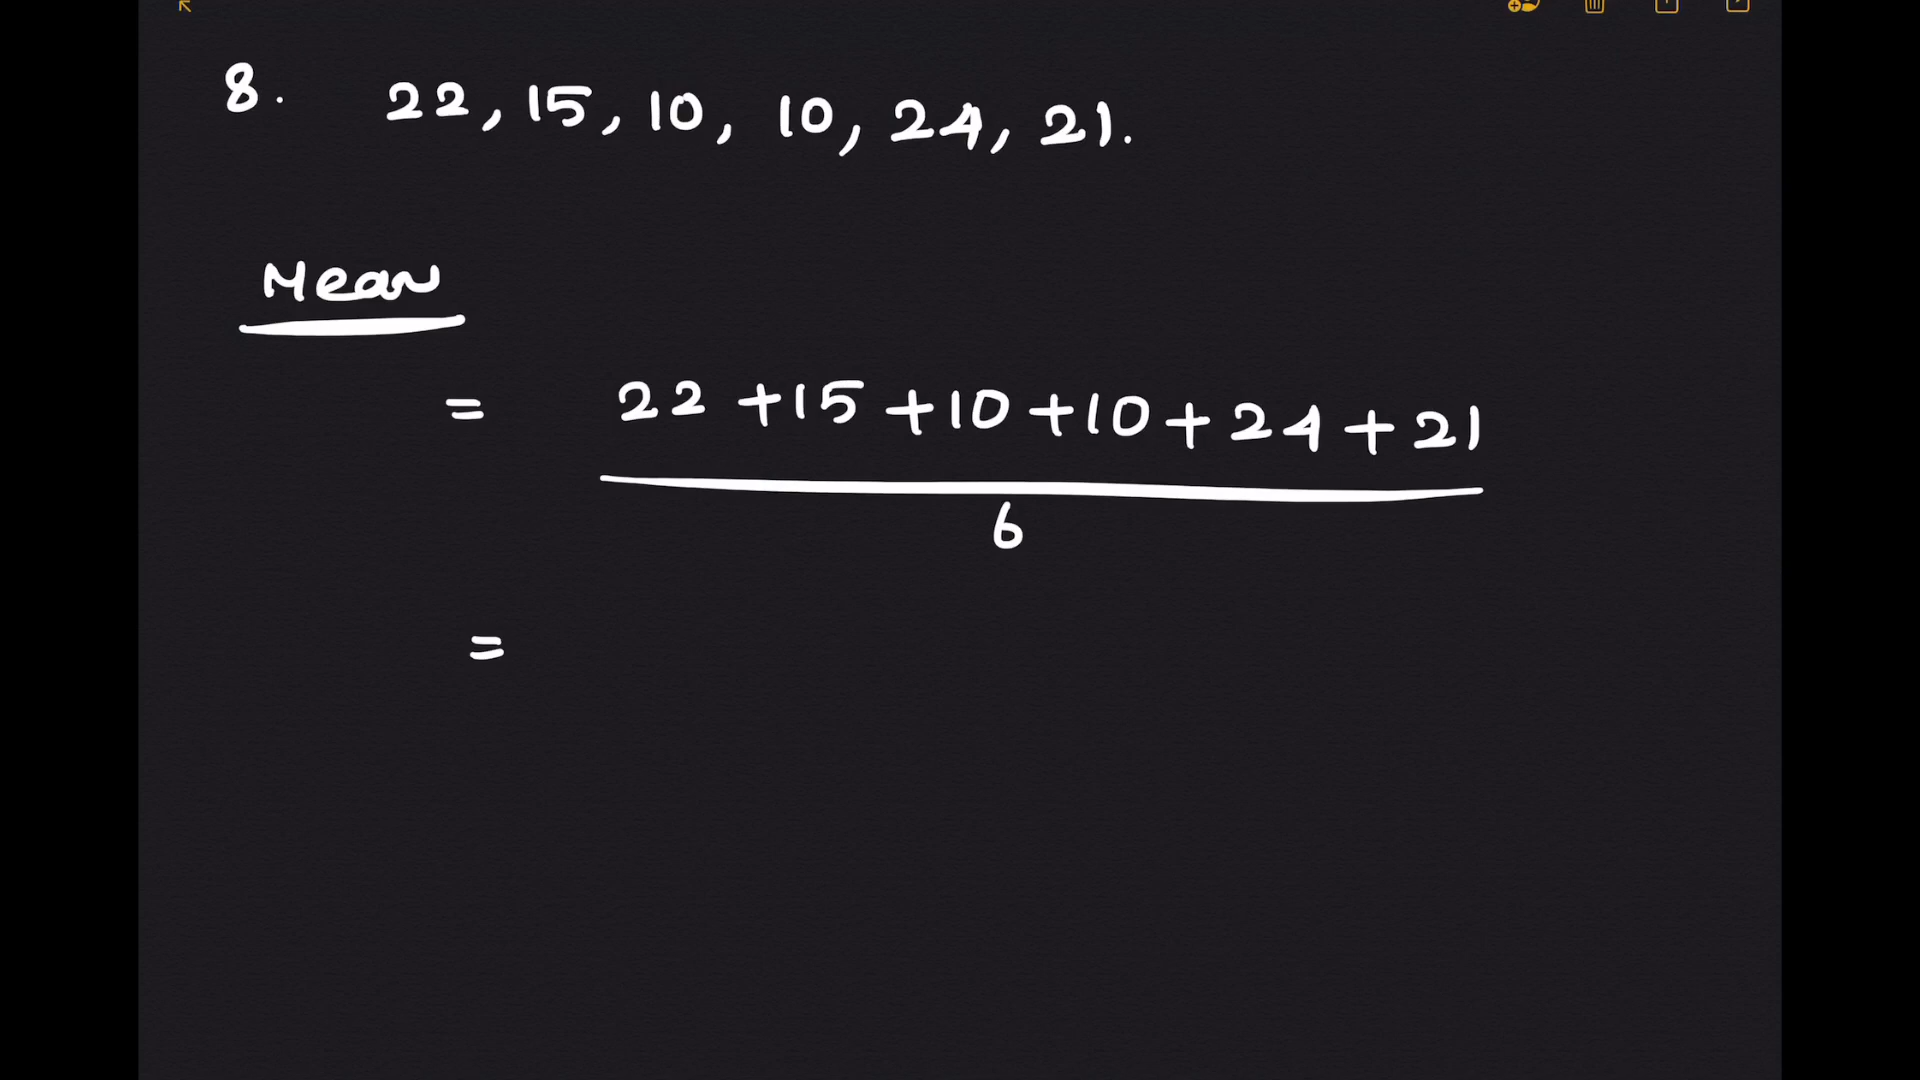 8. 22, 15, 10, 10, 24, 21.
Mean
= 22 +15 +10 +10 + 24 + 21
6
=